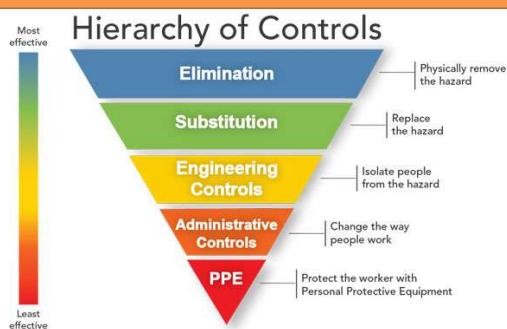 Hierarchy of Controls
Most
effective
Elimination
Physically remove
the hazard
Substitution
Replace
the hazard
Engineering
Controls
Isolate people
from the hazard
Administrative
Controls
Change the way
people work
PPE
Protect the worker with
Personal Protective Equipment
Least
effective